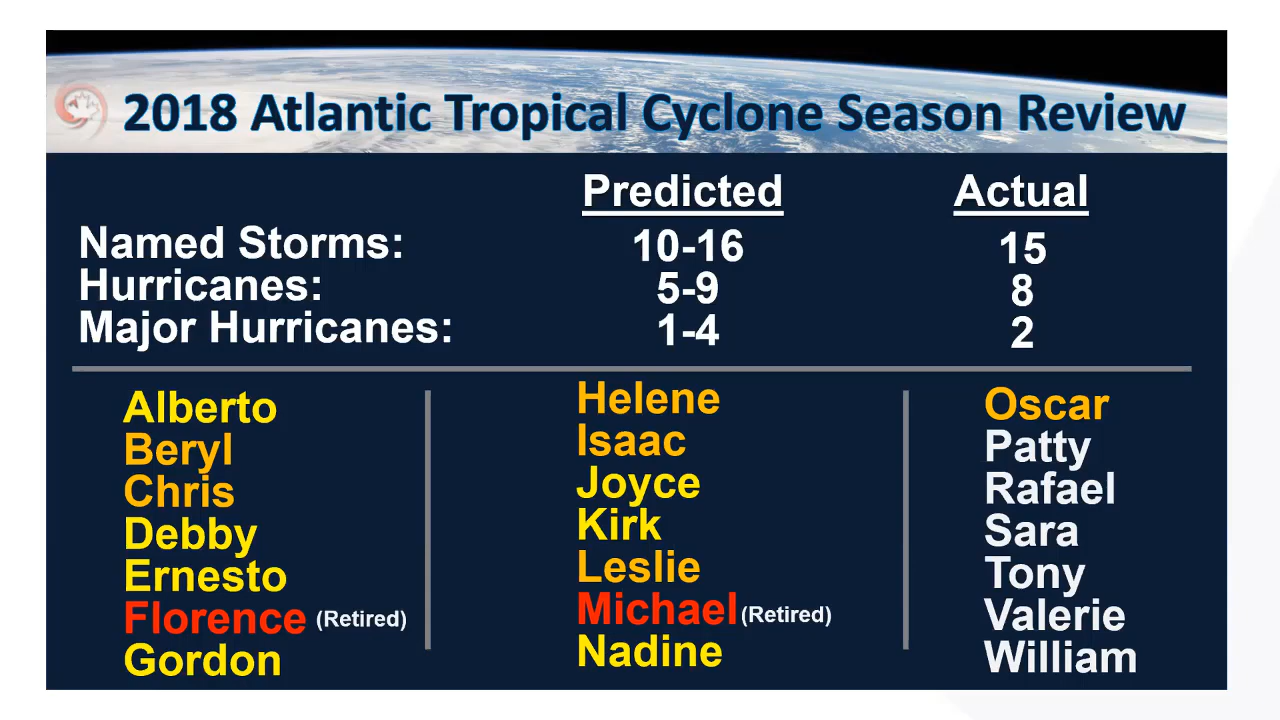 2018 Atlantic Tropical Cyclone Season Review
Predicted Actual
Named Storms: 10-16 15
Hurricanes: 5-9 8
Major Hurricanes: 1-4 2
Alberto
Beryl
Chris
Debby
Ernesto
Florence (Retired)
Gordon
Helene
Isaac
Joyce
Kirk
Leslie
Michael (Retired)
Nadine
Oscar
Patty
Rafael
Sara
Tony
Valerie
William